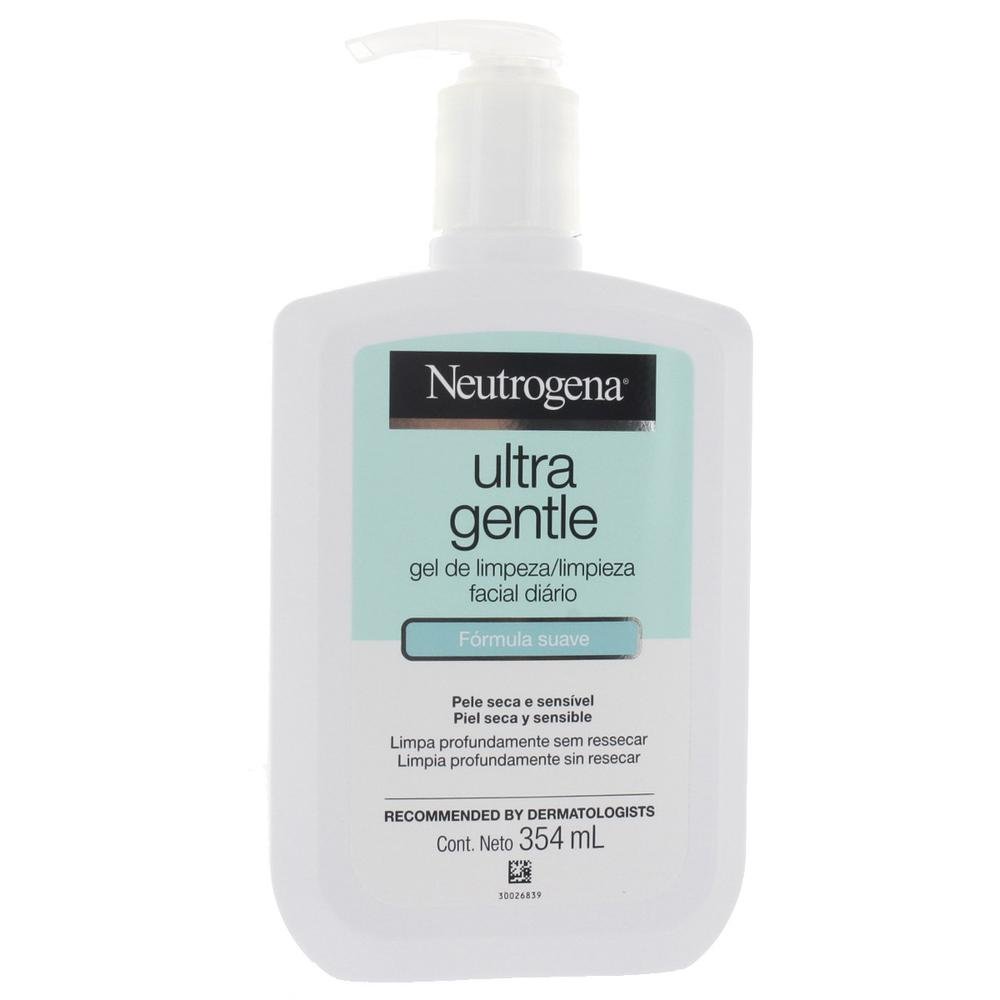 Neutrogena®
ultra
gentle
gel de limpeza/limpieza
facial diário
Fórmula suave
Pele seca e sensível
Piel seca y sensible
Limpa profundamente sem ressecar
Limpia profundamente sin resecar
RECOMMENDED BY DERMATOLOGISTS
Cont. Neto 354 mL
30026839